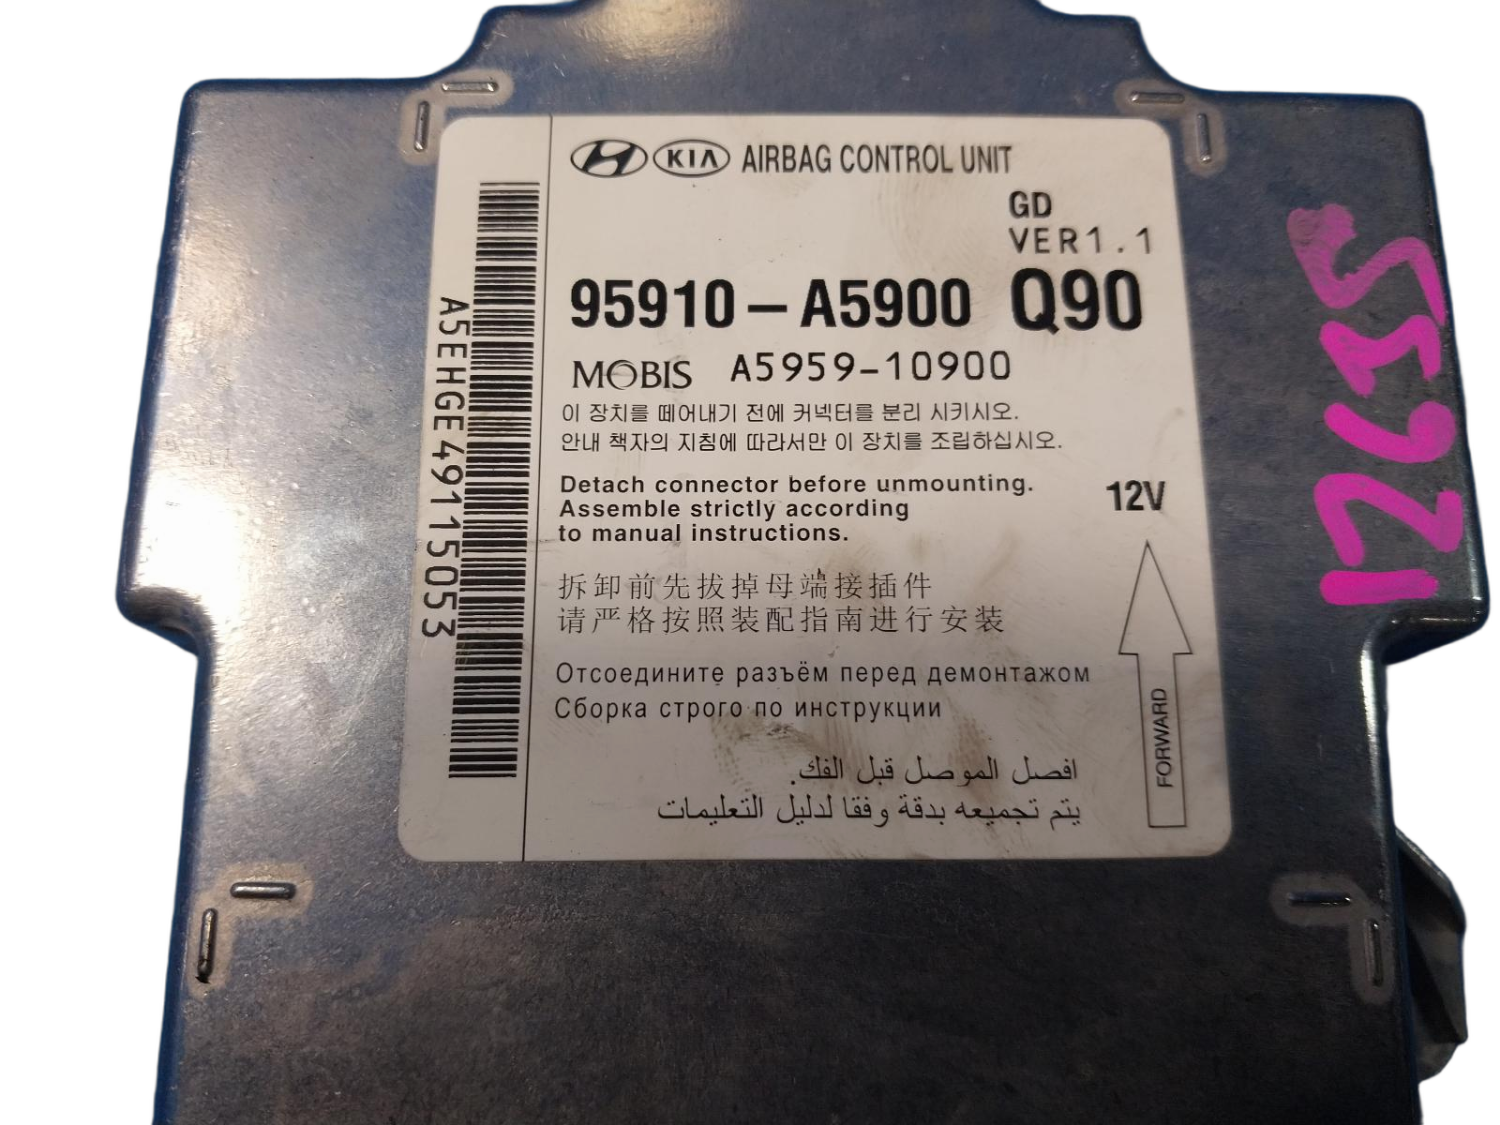 KIA AIRBAG CONTROL UNIT
GD
VER1.1
95910-A5900 Q90
MOBIS A5959-10900
이 장치를 떼어내기 전에 커넥터를 분리 시키시오.
안내 책자의 지침에 따라서만 이 장치를 조립하십시오.
Detach connector before unmounting.
Assemble strictly according
to manual instructions.
12V
拆卸前先拔掉母端接插件
请严格按照装配指南进行安装
Отсоедините разъём перед демонтажом
Сборка строго по инструкции
افصل الموصل قبل الفك.
يتم تجميعه بدقة وفقا لدليل التعليمات
FORWARD
A5EHGE49115053